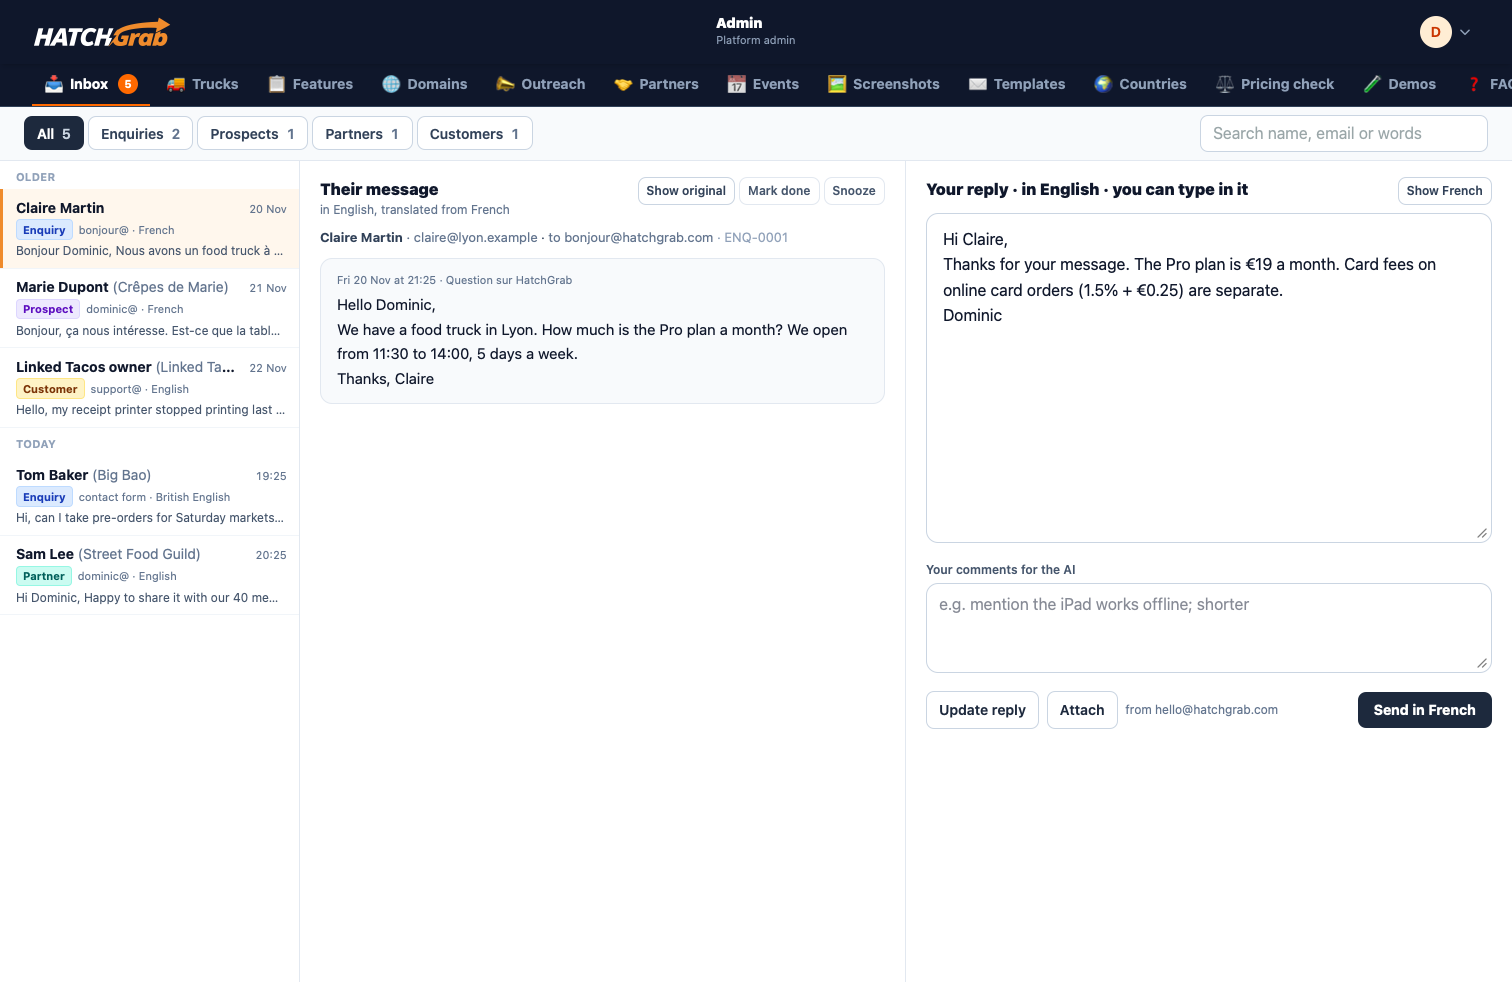 HATCHGrab
Admin
Platform admin
D
Inbox 5
Trucks
Features
Domains
Outreach
Partners
Events
Screenshots
Templates
Countries
Pricing check
Demos
FAQ
All 5
Enquiries 2
Prospects 1
Partners 1
Customers 1
Search name, email or words
OLDER
Claire Martin 20 Nov
Enquiry bonjour@ · French
Bonjour Dominic, Nous avons un food truck à ...
Marie Dupont (Crêpes de Marie) 21 Nov
Prospect dominic@ · French
Bonjour, ça nous intéresse. Est-ce que la tabl...
Linked Tacos owner (Linked Ta... 22 Nov
Customer support@ · English
Hello, my receipt printer stopped printing last ...
TODAY
Tom Baker (Big Bao) 19:25
Enquiry contact form · British English
Hi, can I take pre-orders for Saturday markets...
Sam Lee (Street Food Guild) 20:25
Partner dominic@ · English
Hi Dominic, Happy to share it with our 40 me...
Their message
Show original
Mark done
Snooze
in English, translated from French
Claire Martin · claire@lyon.example · to bonjour@hatchgrab.com · ENQ-0001
Fri 20 Nov at 21:25 · Question sur HatchGrab
Hello Dominic,
We have a food truck in Lyon. How much is the Pro plan a month? We open
from 11:30 to 14:00, 5 days a week.
Thanks, Claire
Your reply · in English · you can type in it
Show French
Hi Claire,
Thanks for your message. The Pro plan is €19 a month. Card fees on
online card orders (1.5% + €0.25) are separate.
Dominic
Your comments for the AI
e.g. mention the iPad works offline; shorter
Update reply
Attach
from hello@hatchgrab.com
Send in French